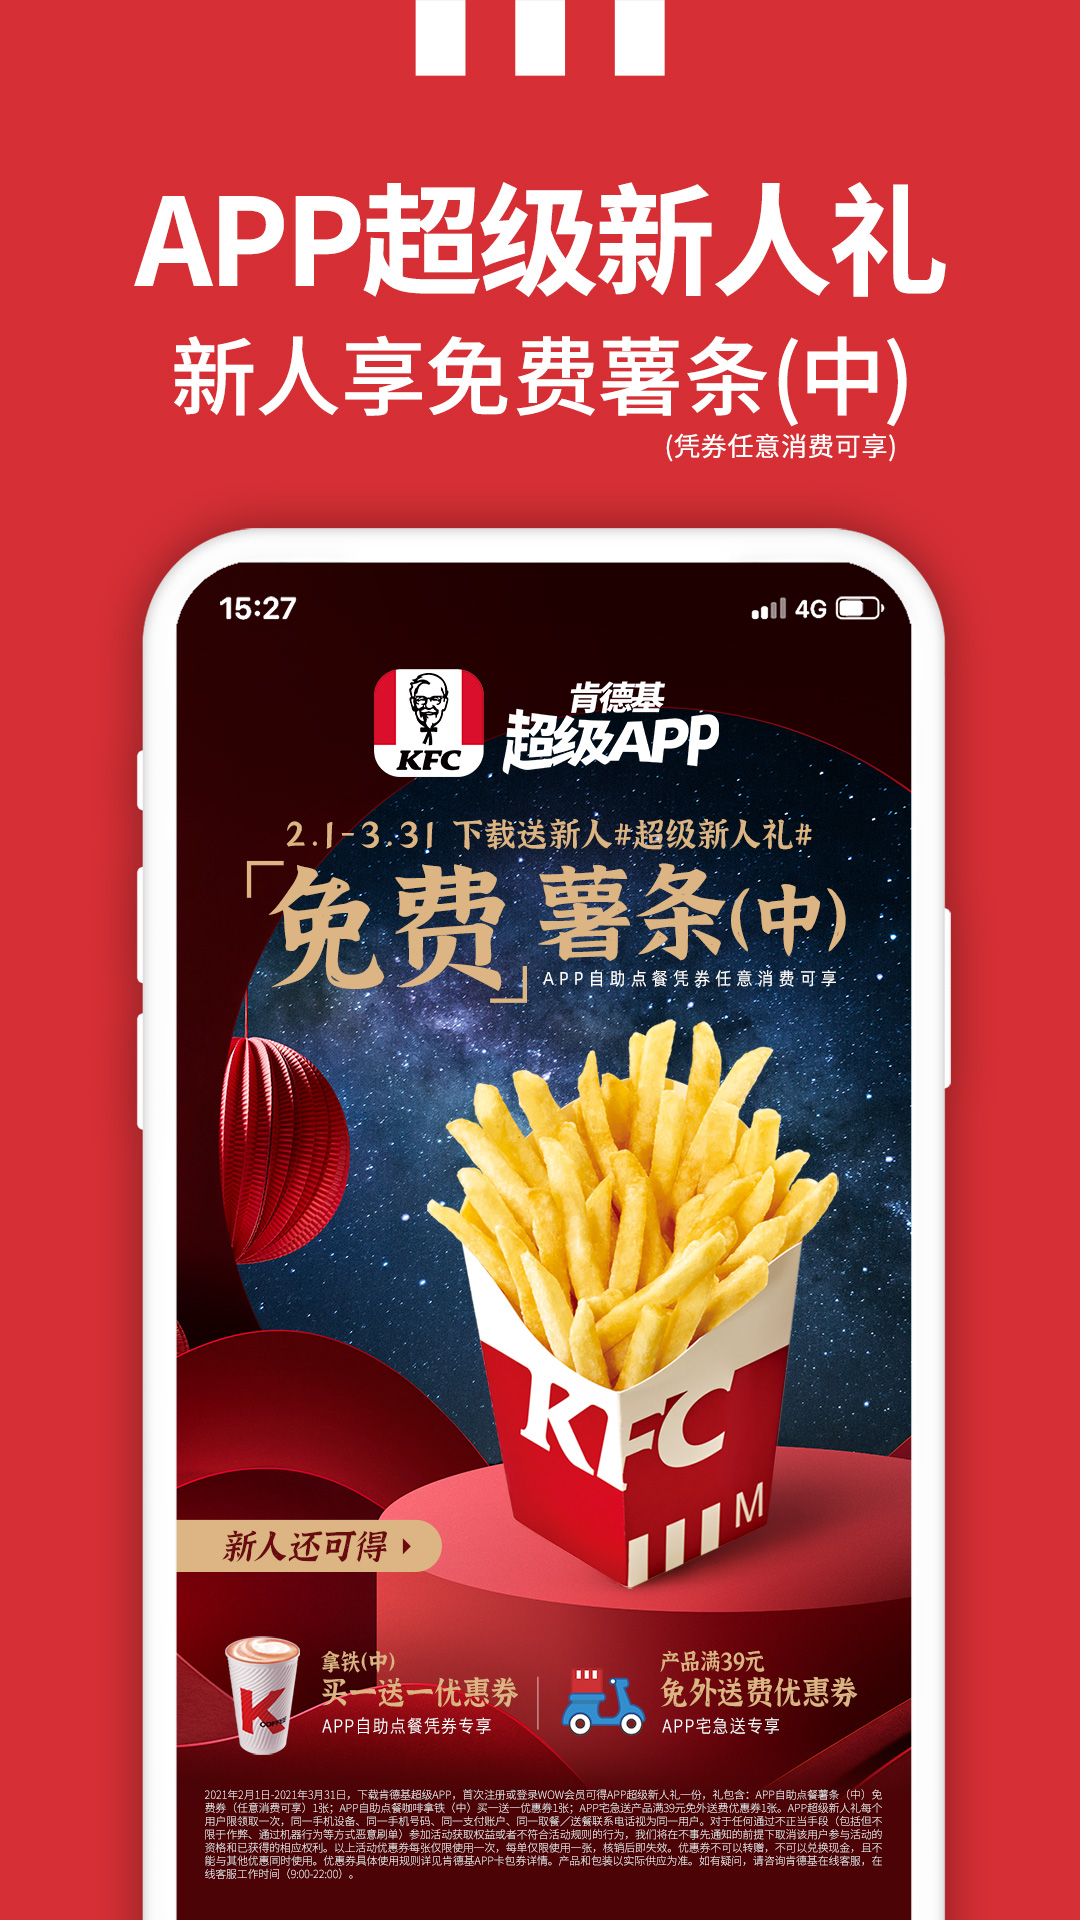 APP超级新人礼
新人享免费薯条(中)
(凭券任意消费可享)
15:27
4G
KFC
肯德基
超级APP
2.1-3.31 下载送新人#超级新人礼#
「免费」薯条(中)
APP自助点餐凭券任意消费可享
KFC
M
新人还可得
K
COFFEE
拿铁(中)
买一送一优惠券
APP自助点餐凭券专享
产品满39元
免外送费优惠券
APP宅急送专享
2021年2月1日-2021年3月31日，下载肯德基超级APP，首次注册或登录WOW会员可得APP超级新人礼一份，礼包含：APP自助点餐薯条（中）免
费券（任意消费可享）1张；APP自助点餐咖啡拿铁（中）买一送一优惠券1张；APP宅急送产品满39元免外送费优惠券1张。APP超级新人礼每个
用户限领取一次，同一手机设备、同一手机号码、同一支付账户、同一取餐／送餐联系电话视为同一用户。对于任何通过不正当手段（包括但不
限于作弊、通过机器行为等方式恶意刷单）参加活动获取权益或者不符合活动规则的行为，我们将在不事先通知的前提下取消该用户参与活动的
资格和已获得的相应权利。以上活动优惠券每张仅限使用一次，每单仅限使用一张，核销后即失效。优惠券不可以转赠，不可以兑换现金，且不
能与其他优惠同时使用。优惠券具体使用规则详见肯德基APP卡包券详情。产品和包装以实际供应为准。如有疑问，请咨询肯德基在线客服，在
线客服工作时间（9:00-22:00）。